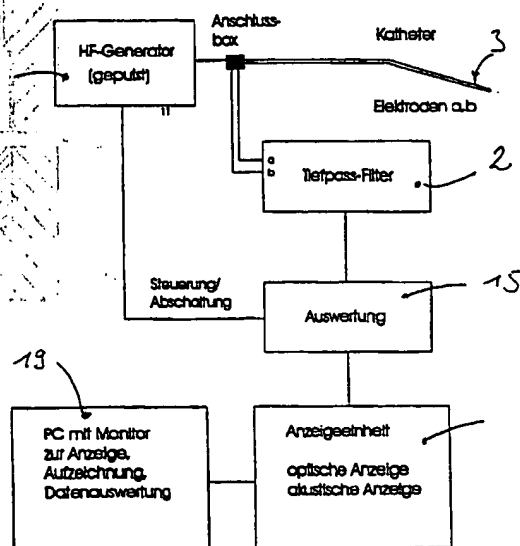 HF-Generator
(gepulst)
Anschluss-
box
Katheter
3
Elektroden a,b
a
b
Tiefpass-Filter
2
Steuerung/
Abschaltung
Auswertung
15
19
PC mit Monitor
zur Anzeige,
Aufzeichnung,
Datenauswertung
Anzeigeeinheit
optische Anzeige
akustische Anzeige